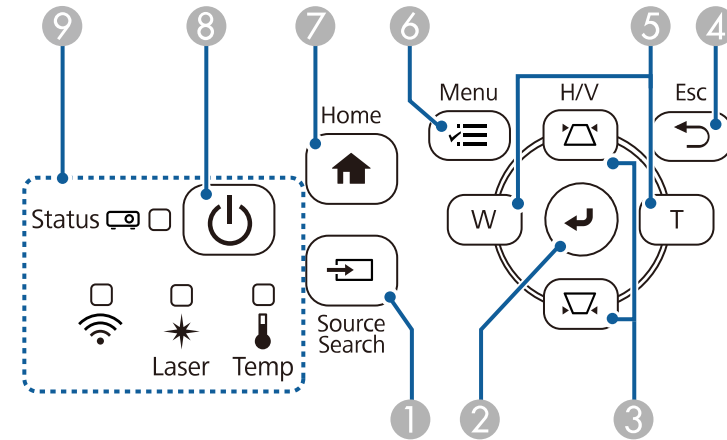 9 8 7 6 5 4
Menu H/V Esc
Home
Status
W T
Source
Search
Laser Temp
1 2 3